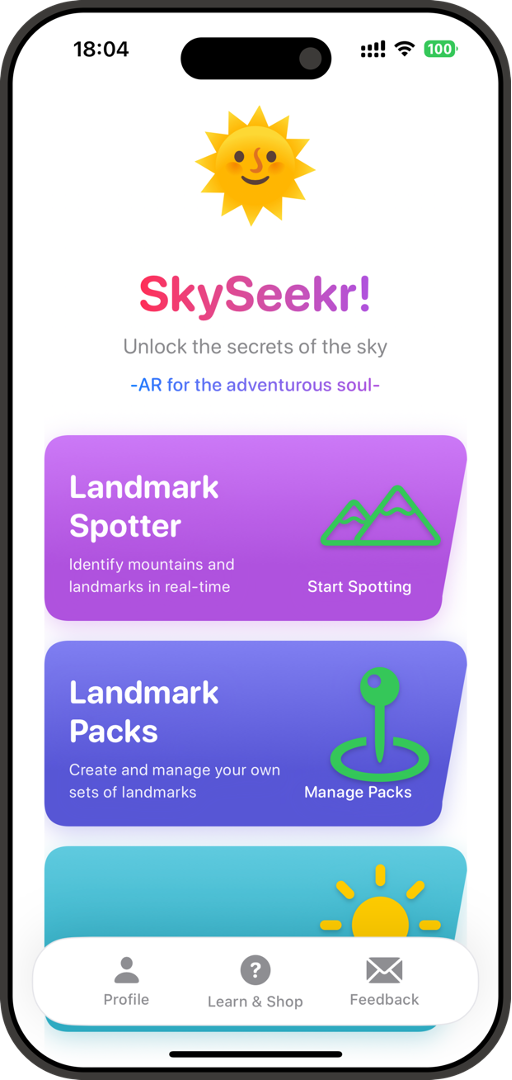 18:04
100
SkySeekr!
Unlock the secrets of the sky
-AR for the adventurous soul-
Landmark
Spotter
Identify mountains and
landmarks in real-time
Start Spotting
Landmark
Packs
Create and manage your own
sets of landmarks
Manage Packs
?
Profile
Learn & Shop
Feedback